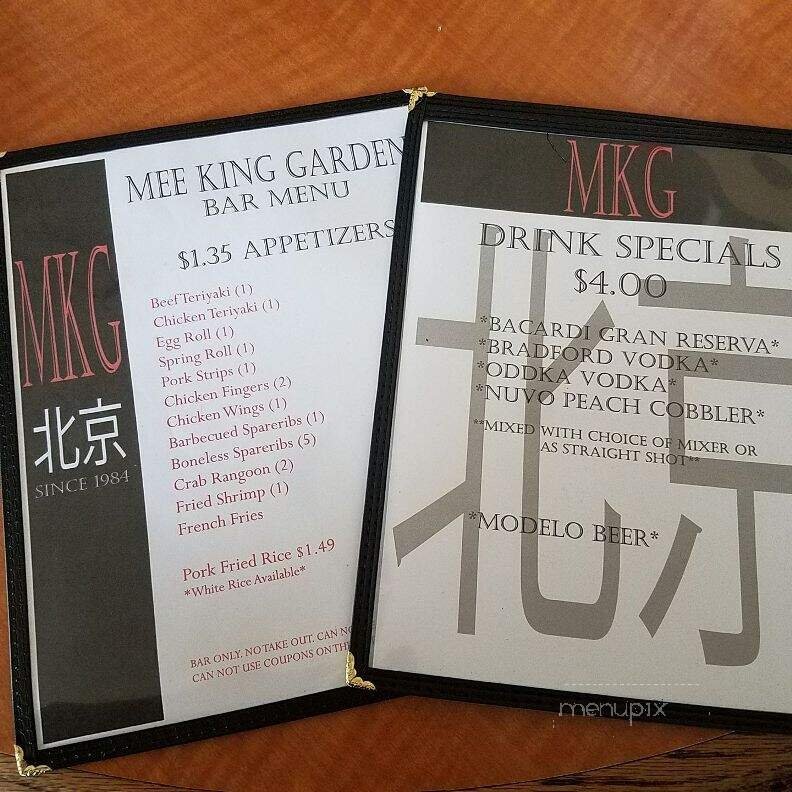 MKG
北京
SINCE 1984
MEE KING GARDEN
BAR MENU
$1.35 APPETIZERS
Beef Teriyaki (1)
Chicken Teriyaki (1)
Egg Roll (1)
Spring Roll (1)
Pork Strips (1)
Chicken Fingers (2)
Chicken Wings (1)
Barbecued Spareribs (1)
Boneless Spareribs (5)
Crab Rangoon (2)
Fried Shrimp (1)
French Fries
Pork Fried Rice $1.49
*White Rice Available*
BAR ONLY. NO TAKE OUT. CAN
CAN NOT USE COUPONS ON
MKG
DRINK SPECIALS
$4.00
*BACARDI GRAN RESERVA*
*BRADFORD VODKA*
*ODDKA VODKA*
*NUVO PEACH COBBLER*
**MIXED WITH CHOICE OF MIXER OR
AS STRAIGHT SHOT**
*MODELO BEER*
北京
menupix